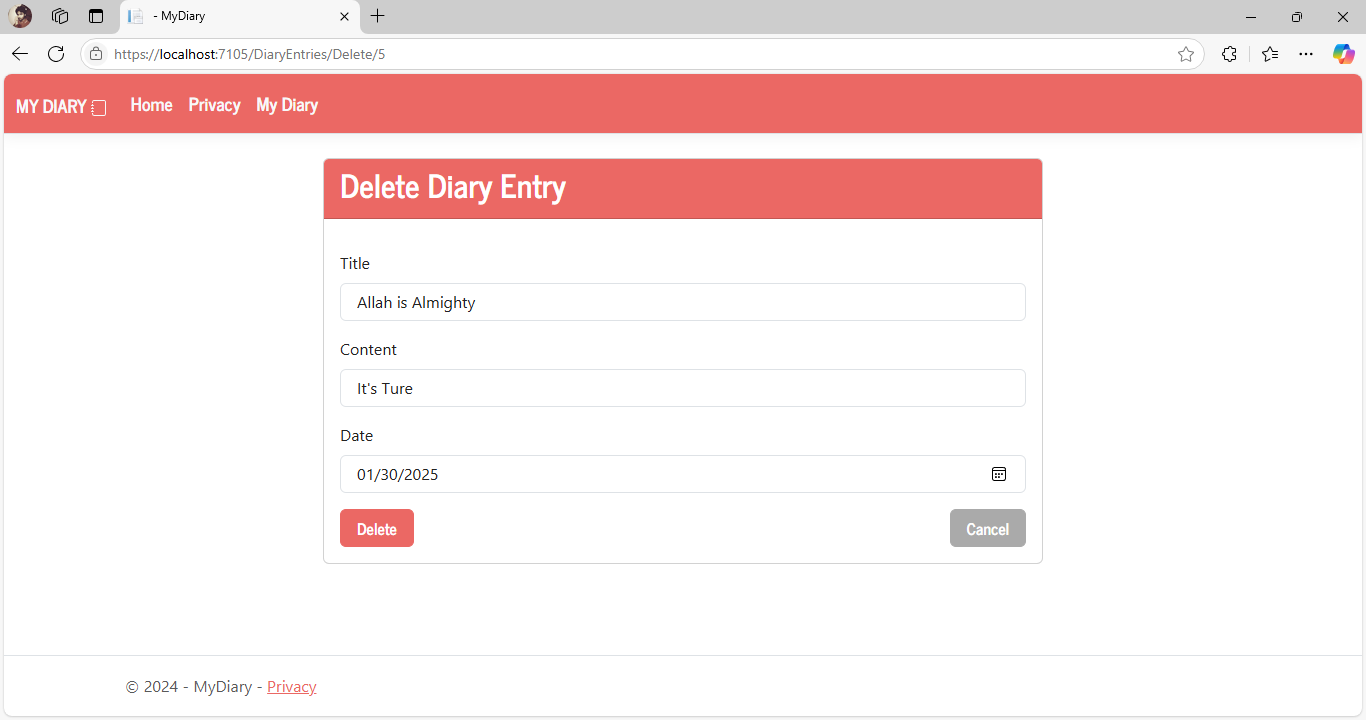 - MyDiary
https://localhost:7105/DiaryEntries/Delete/5
MY DIARY Home Privacy My Diary
Delete Diary Entry
Title
Allah is Almighty
Content
It's Ture
Date
01/30/2025
Delete Cancel
© 2024 - MyDiary - Privacy